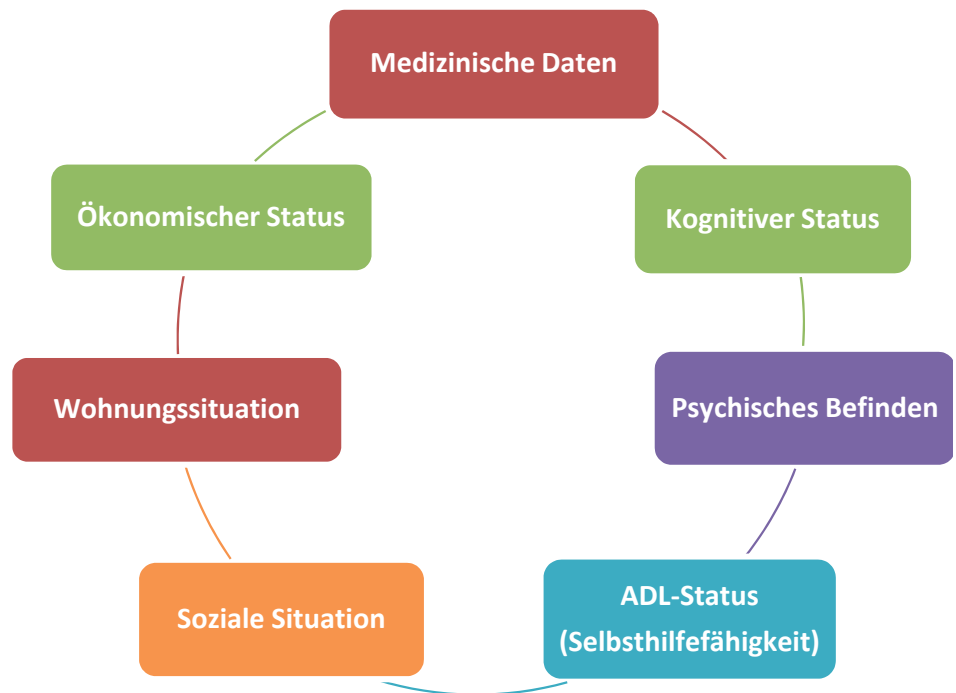 Medizinische Daten
Ökonomischer Status
Kognitiver Status
Wohnungssituation
Psychisches Befinden
Soziale Situation
ADL-Status
(Selbsthilfefähigkeit)